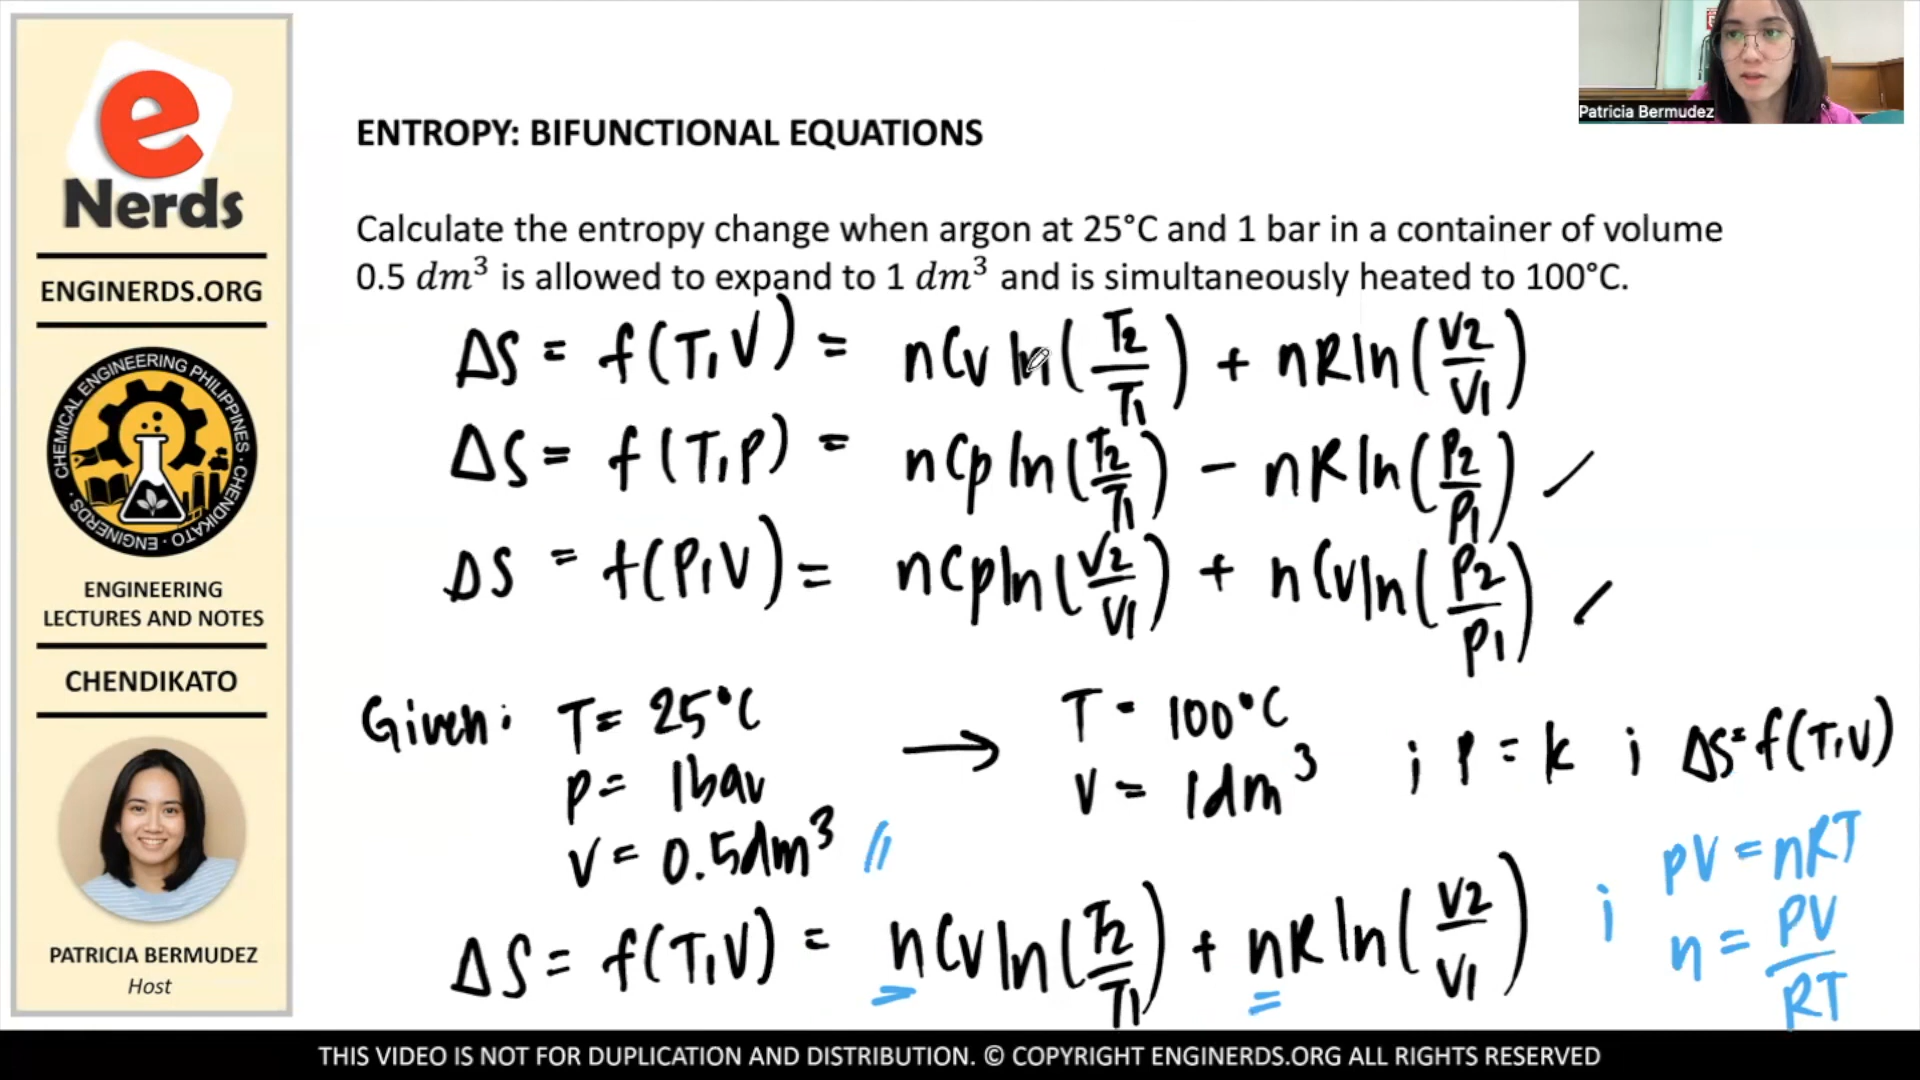 e
Nerds
ENGINERDS.ORG
CHEMICAL ENGINEERING PHILIPPINES · CHENDIKATO · ENGINERDS ·
ENGINEERING
LECTURES AND NOTES
CHENDIKATO
PATRICIA BERMUDEZ
Host
Patricia Bermudez
ENTROPY: BIFUNCTIONAL EQUATIONS
Calculate the entropy change when argon at 25°C and 1 bar in a container of volume
0.5 dm³ is allowed to expand to 1 dm³ and is simultaneously heated to 100°C.
ΔS = f(T,V) = nCv ln(T2/T1) + nR ln(V2/V1)
ΔS = f(T,P) = nCp ln(T2/T1) - nR ln(P2/P1)
ΔS = f(P,V) = nCp ln(V2/V1) + nCv ln(P2/P1)
Given: T = 25°C → T = 100°C
P = 1bar V = 1dm³ ; P = k ; ΔS = f(T,V)
V = 0.5dm³
ΔS = f(T,V) = nCv ln(T2/T1) + nR ln(V2/V1) ;
PV = nRT
n = PV/RT
THIS VIDEO IS NOT FOR DUPLICATION AND DISTRIBUTION. © COPYRIGHT ENGINERDS.ORG ALL RIGHTS RESERVED